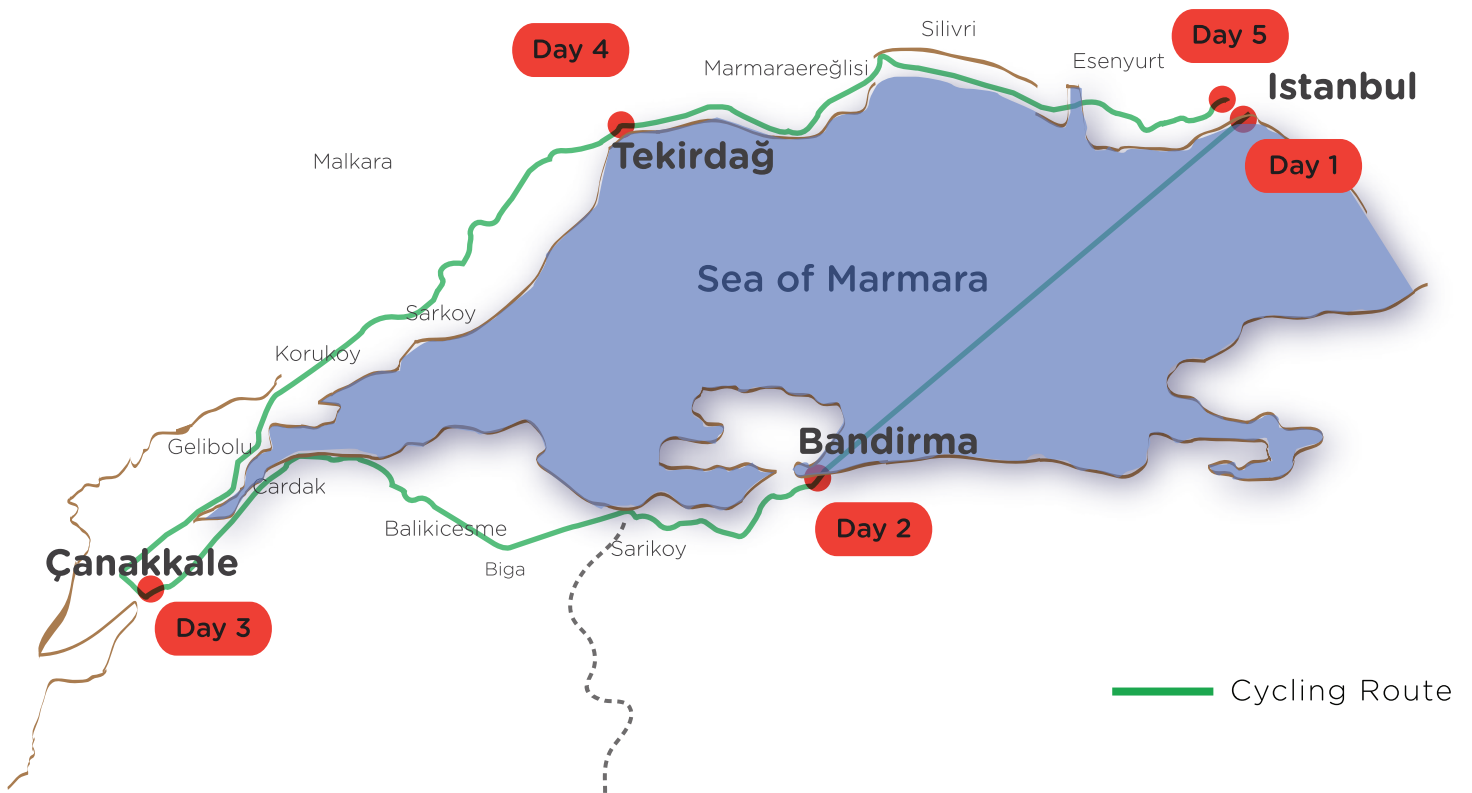 Silivri
Day 5
Day 4
Esenyurt
Marmaraereğlisi
Istanbul
Tekirdağ
Malkara
Day 1
Sea of Marmara
Sarkoy
Korukoy
Bandirma
Gelibolu
Cardak
Balikicesme
Day 2
Sarikoy
Çanakkale
Biga
Day 3
Cycling Route